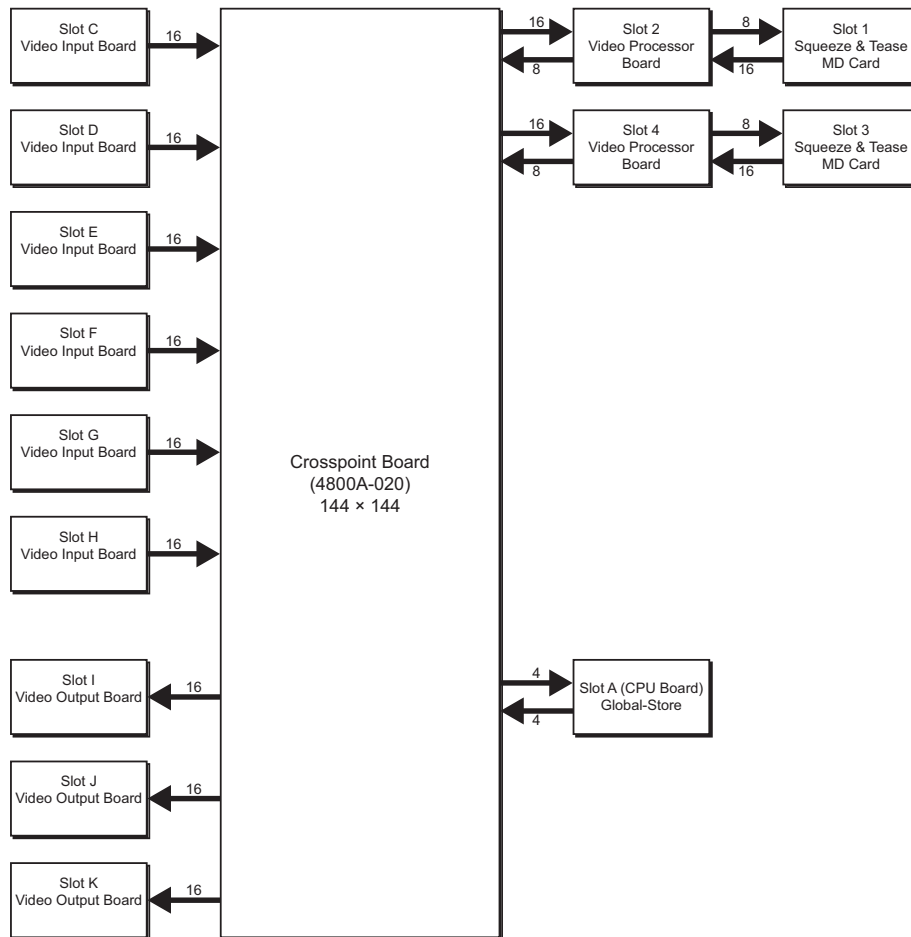 Slot C
Video Input Board
16
Slot D
Video Input Board
16
Slot E
Video Input Board
16
Slot F
Video Input Board
16
Slot G
Video Input Board
16
Slot H
Video Input Board
16
Slot I
Video Output Board
16
Slot J
Video Output Board
16
Slot K
Video Output Board
16
Crosspoint Board
(4800A-020)
144 × 144
16
8
Slot 2
Video Processor
Board
8
16
Slot 1
Squeeze & Tease
MD Card
16
8
Slot 4
Video Processor
Board
8
16
Slot 3
Squeeze & Tease
MD Card
4
4
Slot A (CPU Board)
Global-Store